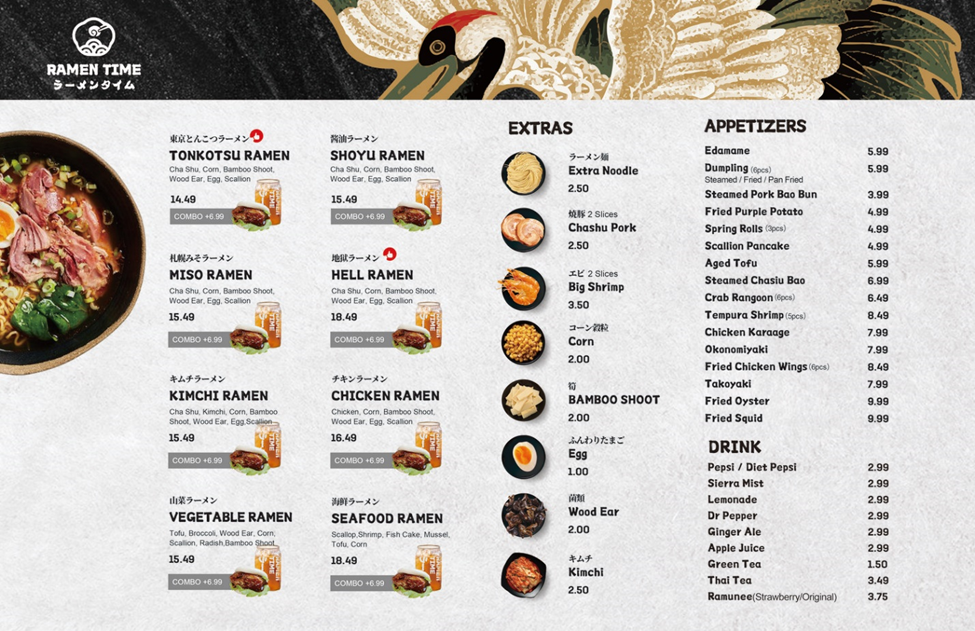 RAMEN TIME
ラーメンタイム
東京とんこつラーメン
TONKOTSU RAMEN
Cha Shu, Corn, Bamboo Shoot,
Wood Ear, Egg, Scallion
14.49
COMBO +6.99
醤油ラーメン
SHOYU RAMEN
Cha Shu, Corn, Bamboo Shoot,
Wood Ear, Egg, Scallion
15.49
COMBO +6.99
札幌みそラーメン
MISO RAMEN
Cha Shu, Corn, Bamboo Shoot,
Wood Ear, Egg, Scallion
15.49
COMBO +6.99
地獄ラーメン
HELL RAMEN
Cha Shu, Corn, Bamboo Shoot,
Wood Ear, Egg, Scallion
18.49
COMBO +6.99
キムチラーメン
KIMCHI RAMEN
Cha Shu, Kimchi, Corn, Bamboo
Shoot, Wood Ear, Egg,Scallion
15.49
COMBO +6.99
チキンラーメン
CHICKEN RAMEN
Chicken, Corn, Bamboo Shoot,
Wood Ear, Egg, Scallion
16.49
COMBO +6.99
山菜ラーメン
VEGETABLE RAMEN
Tofu, Broccoli, Wood Ear, Corn,
Scallion, Radish,Bamboo Shoot
15.49
COMBO +6.99
海鮮ラーメン
SEAFOOD RAMEN
Scallop,Shrimp, Fish Cake, Mussel,
Tofu, Corn
18.49
COMBO +6.99
EXTRAS
ラーメン麺
Extra Noodle
2.50
焼豚 2 Slices
Chashu Pork
2.50
エビ 2 Slices
Big Shrimp
3.50
コーン穀粒
Corn
2.00
筍
BAMBOO SHOOT
2.00
ふんわりたまご
Egg
1.00
菌類
Wood Ear
2.00
キムチ
Kimchi
2.50
APPETIZERS
Edamame 5.99
Dumpling (6pcs) 5.99
Steamed / Fried / Pan Fried
Steamed Pork Bao Bun 3.99
Fried Purple Potato 4.99
Spring Rolls (3pcs) 4.99
Scallion Pancake 4.99
Aged Tofu 5.99
Steamed Chasiu Bao 6.99
Crab Rangoon (6pcs) 6.49
Tempura Shrimp (5pcs) 8.49
Chicken Karaage 7.99
Okonomiyaki 7.99
Fried Chicken Wings (6pcs) 8.49
Takoyaki 7.99
Fried Oyster 9.99
Fried Squid 9.99
DRINK
Pepsi / Diet Pepsi 2.99
Sierra Mist 2.99
Lemonade 2.99
Dr Pepper 2.99
Ginger Ale 2.99
Apple Juice 2.99
Green Tea 1.50
Thai Tea 3.49
Ramunee(Strawberry/Original) 3.75